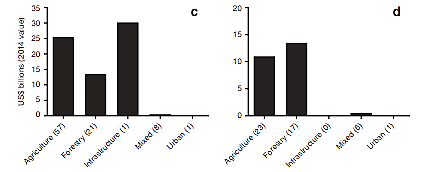 c
US$ billions (2014 value)
35
30
25
20
15
10
5
0
Agriculture (57)
Forestry (21)
Infrastructure (1)
Mixed (8)
Urban (1)
d
20
15
10
5
0
Agriculture (23)
Forestry (17)
Infrastructure (0)
Mixed (6)
Urban (1)